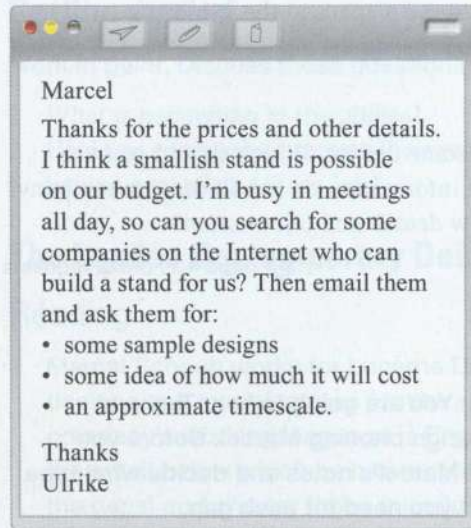 Marcel
Thanks for the prices and other details.
I think a smallish stand is possible
on our budget. I'm busy in meetings
all day, so can you search for some
companies on the Internet who can
build a stand for us? Then email them
and ask them for:
• some sample designs
• some idea of how much it will cost
• an approximate timescale.
Thanks
Ulrike